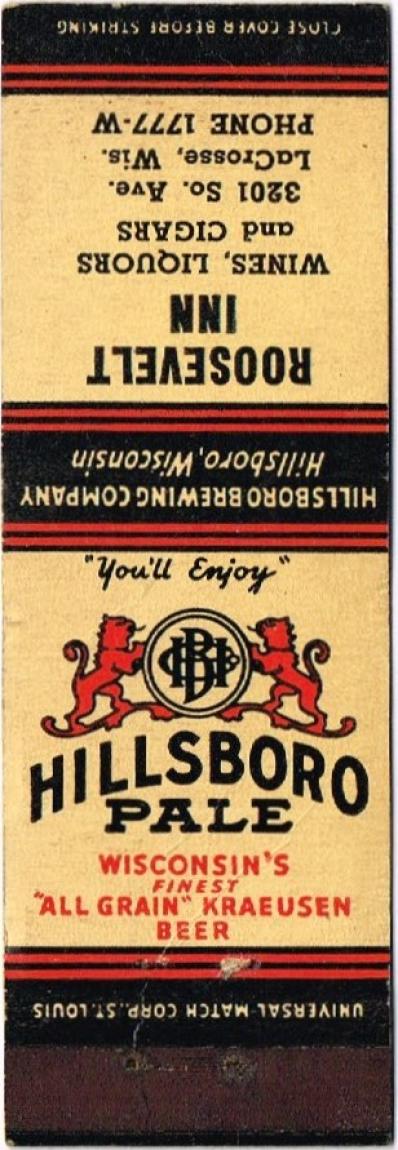 CLOSE COVER BEFORE STRIKING
ROOSEVELT
INN
WINES, LIQUORS
and CIGARS
3201 So. Ave.
LaCrosse, Wis.
PHONE 1777-W
HILLSBORO BREWING COMPANY
Hillsboro, Wisconsin
"You'll Enjoy"
HBC
HILLSBORO
PALE
WISCONSIN'S
FINEST
"ALL GRAIN" KRAEUSEN
BEER
UNIVERSAL MATCH CORP., ST. LOUIS